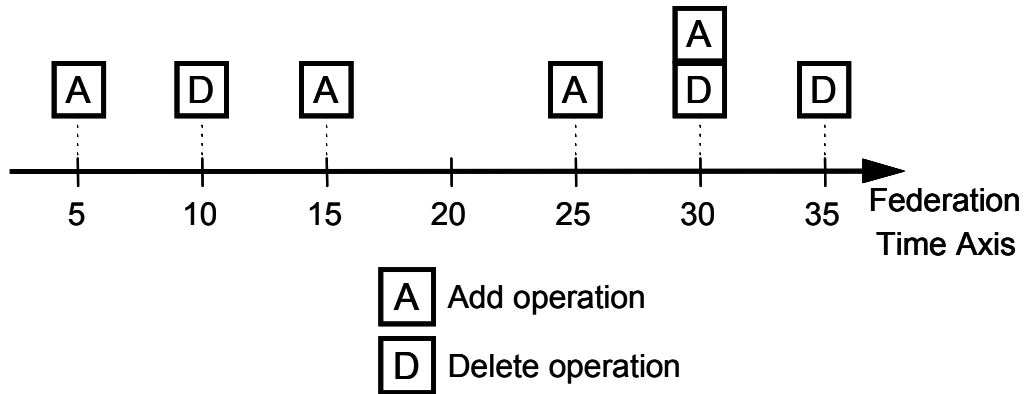 A
A D A A D D
5 10 15 20 25 30 35
Federation
Time Axis
A Add operation
D Delete operation